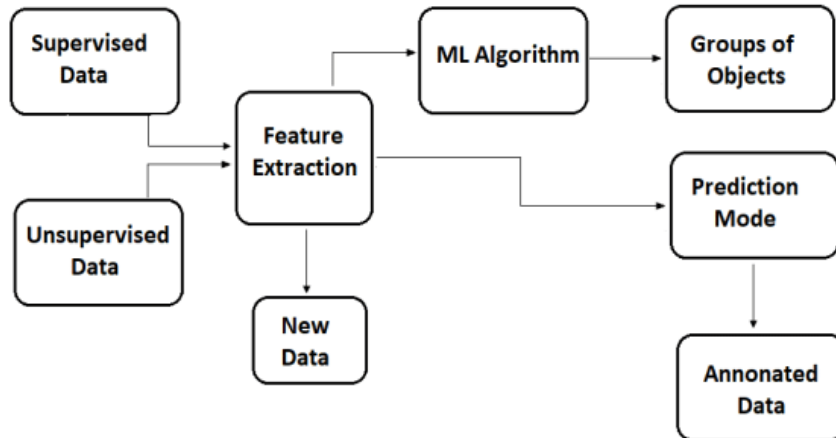 Supervised
Data
ML Algorithm
Groups of
Objects
Feature
Extraction
Unsupervised
Data
Prediction
Mode
New
Data
Annonated
Data